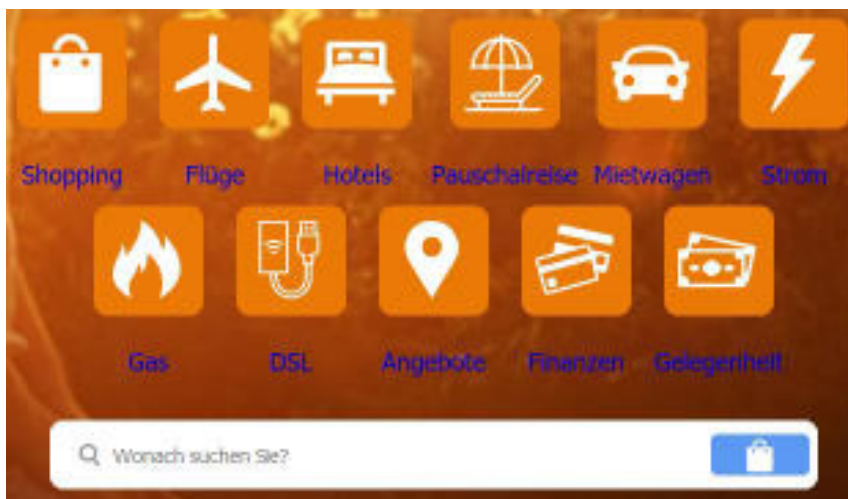 Shopping Flüge Hotels Pauschalreise Mietwagen Strom
Gas DSL Angebote Finanzen Gelegenheit
Wonach suchen Sie?